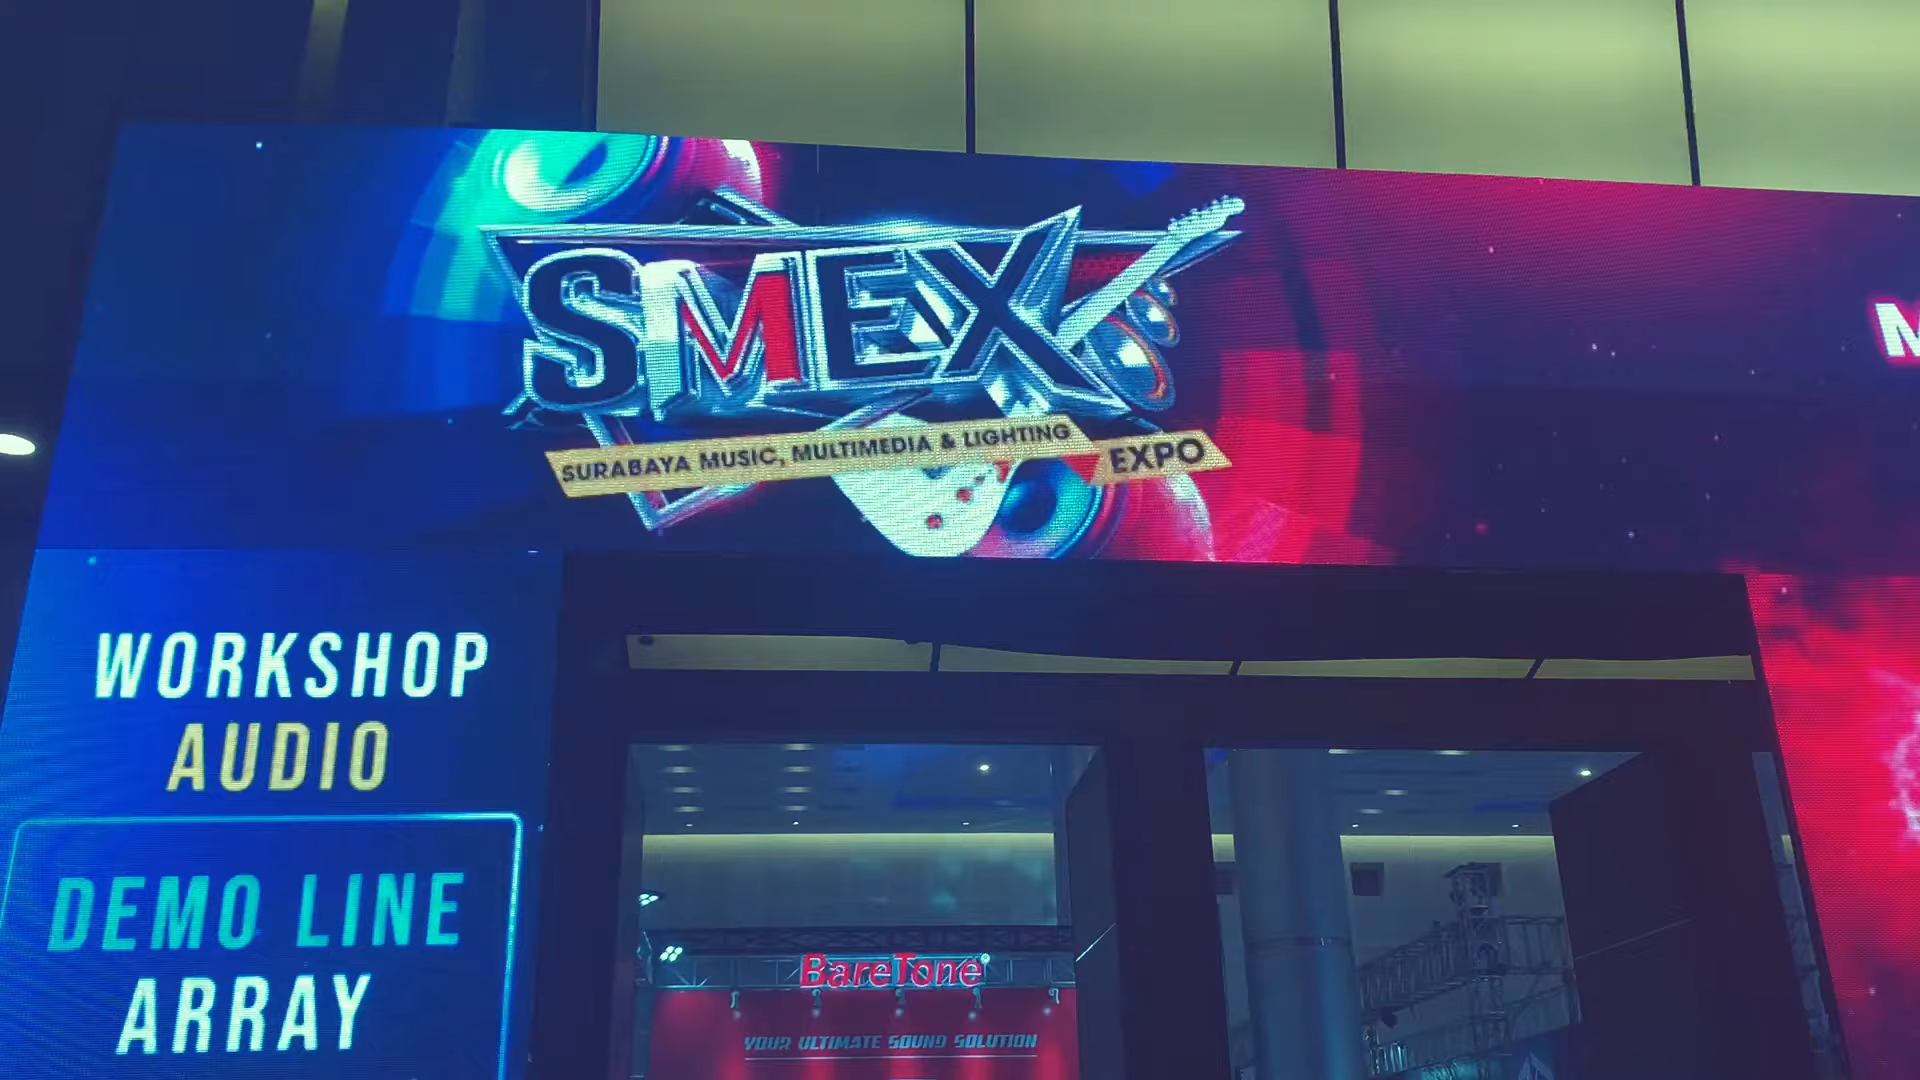 SMEX
SURABAYA MUSIC, MULTIMEDIA & LIGHTING EXPO
WORKSHOP
AUDIO
DEMO LINE
ARRAY
BareTone
YOUR ULTIMATE SOUND SOLUTION